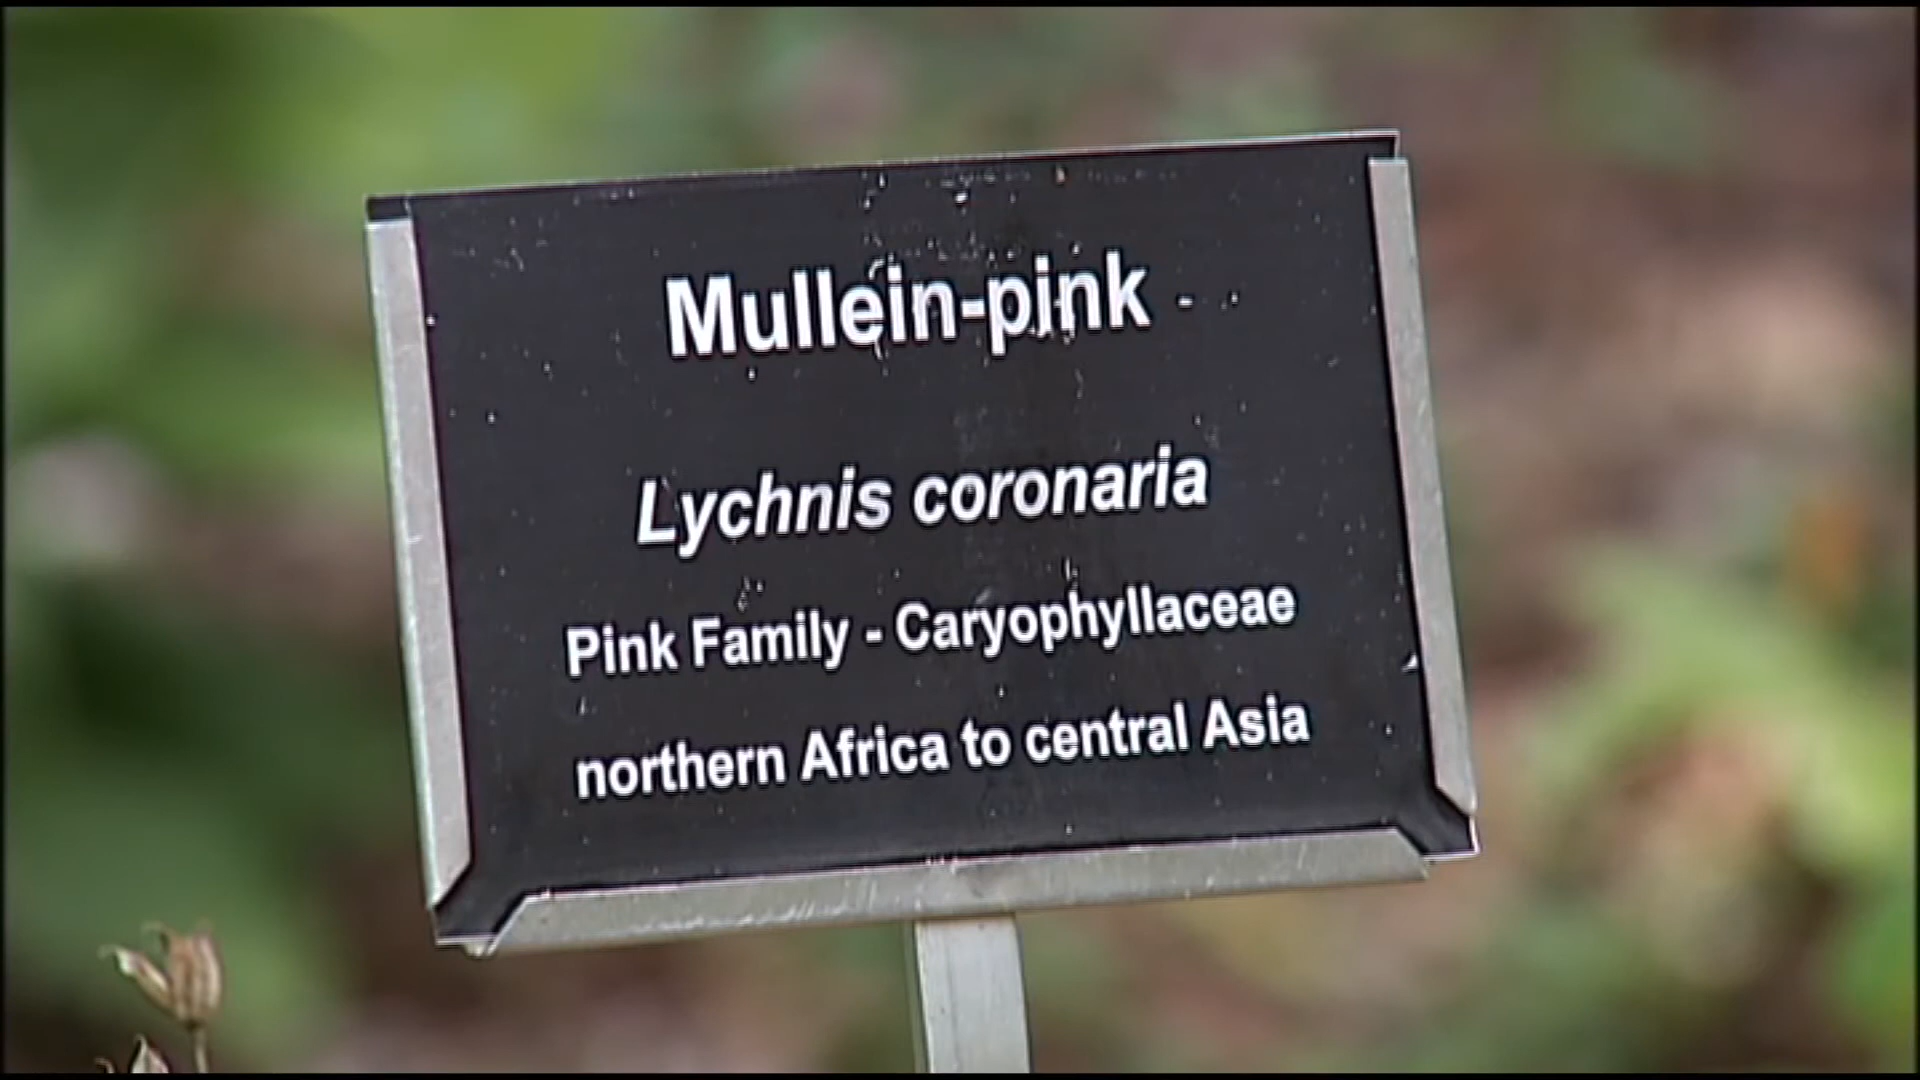 Mullein-pink
Lychnis coronaria
Pink Family - Caryophyllaceae
northern Africa to central Asia